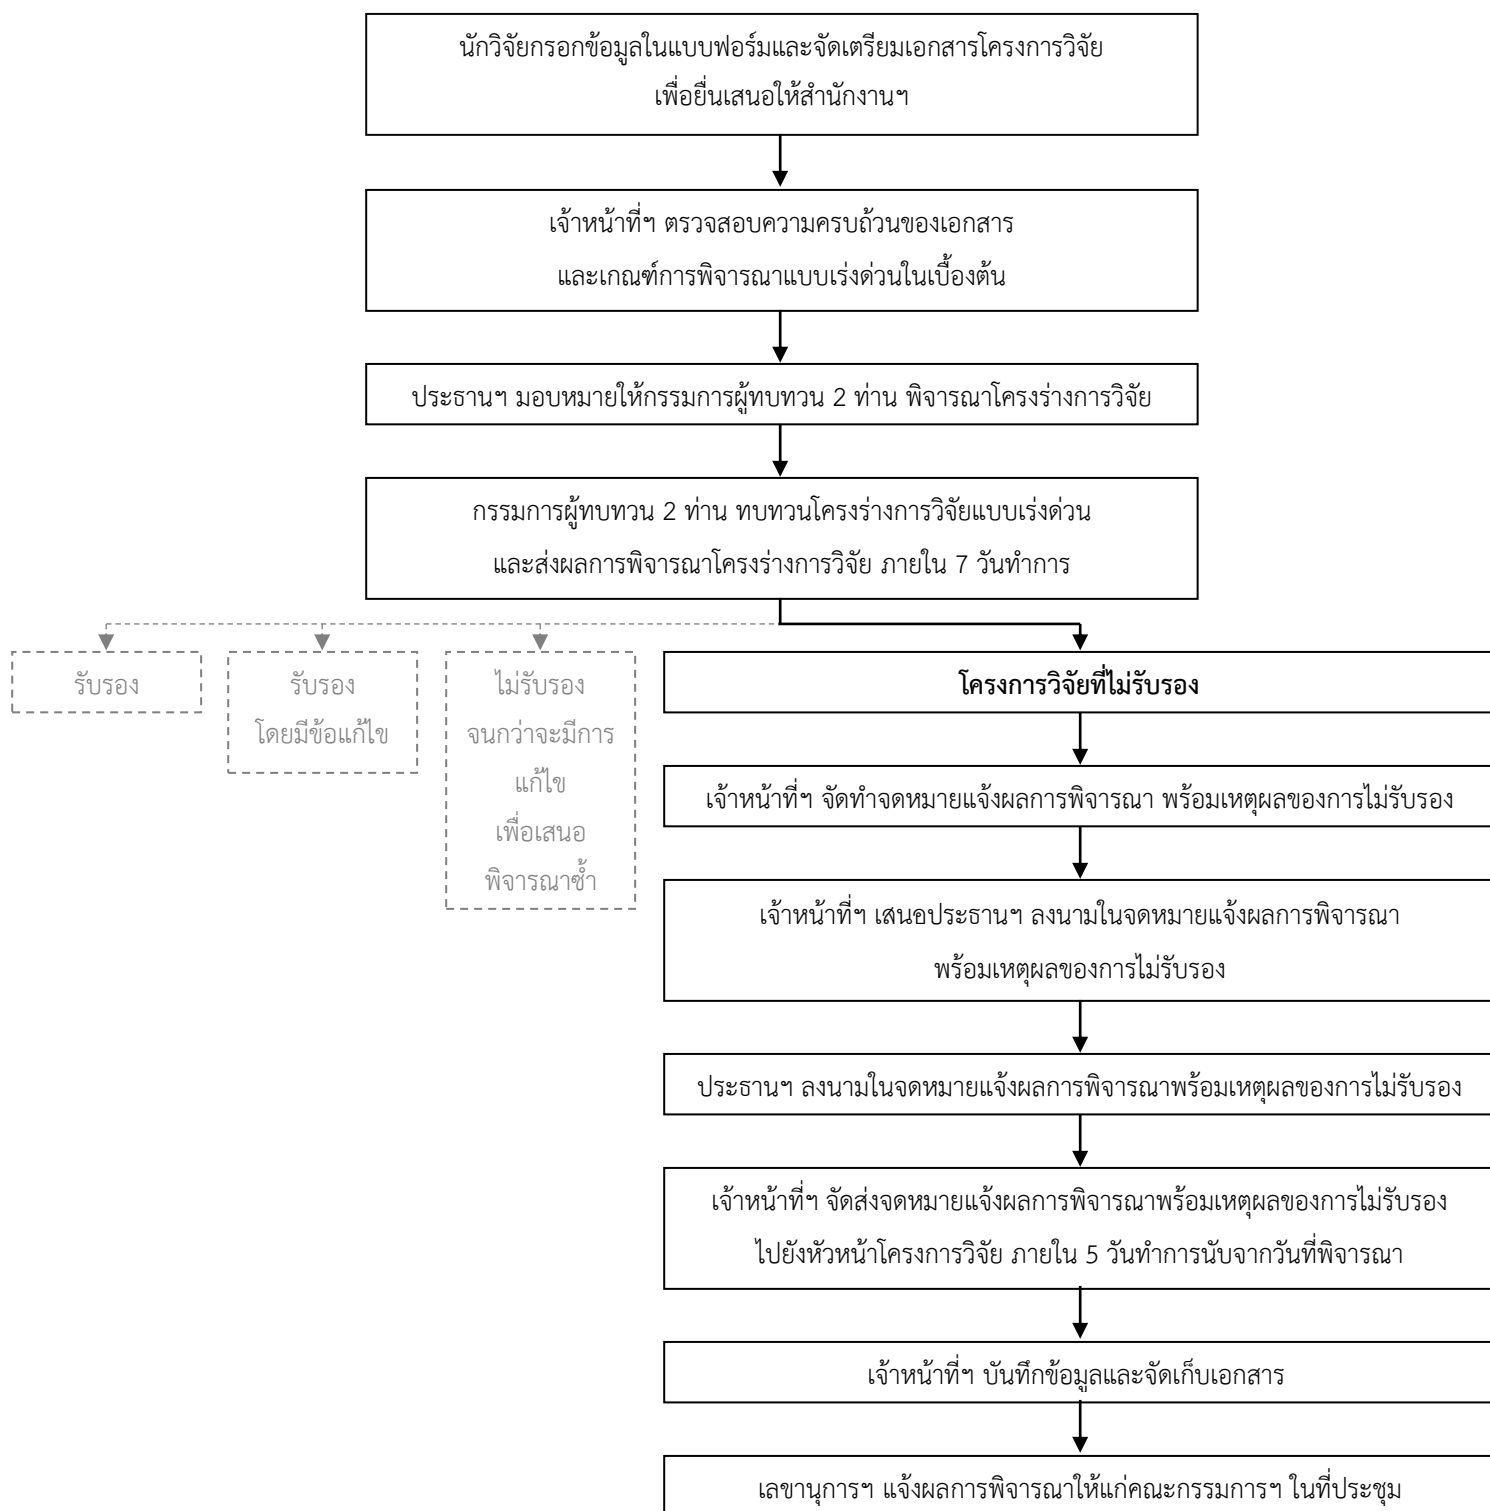 นักวิจัยกรอกข้อมูลในแบบฟอร์มและจัดเตรียมเอกสารโครงการวิจัย
เพื่อยื่นเสนอให้สำนักงานฯ
เจ้าหน้าที่ฯ ตรวจสอบความครบถ้วนของเอกสาร
และเกณฑ์การพิจารณาแบบเร่งด่วนในเบื้องต้น
ประธานฯ มอบหมายให้กรรมการผู้ทบทวน 2 ท่าน พิจารณาโครงร่างการวิจัย
กรรมการผู้ทบทวน 2 ท่าน ทบทวนโครงร่างการวิจัยแบบเร่งด่วน
และส่งผลการพิจารณาโครงร่างการวิจัย ภายใน 7 วันทำการ
รับรอง
รับรอง
โดยมีข้อแก้ไข
ไม่รับรอง
จนกว่าจะมีการ
แก้ไข
เพื่อเสนอ
พิจารณาซ้ำ
โครงการวิจัยที่ไม่รับรอง
เจ้าหน้าที่ฯ จัดทำจดหมายแจ้งผลการพิจารณา พร้อมเหตุผลของการไม่รับรอง
เจ้าหน้าที่ฯ เสนอประธานฯ ลงนามในจดหมายแจ้งผลการพิจารณา
พร้อมเหตุผลของการไม่รับรอง
ประธานฯ ลงนามในจดหมายแจ้งผลการพิจารณาพร้อมเหตุผลของการไม่รับรอง
เจ้าหน้าที่ฯ จัดส่งจดหมายแจ้งผลการพิจารณาพร้อมเหตุผลของการไม่รับรอง
ไปยังหัวหน้าโครงการวิจัย ภายใน 5 วันทำการนับจากวันที่พิจารณา
เจ้าหน้าที่ฯ บันทึกข้อมูลและจัดเก็บเอกสาร
เลขานุการฯ แจ้งผลการพิจารณาให้แก่คณะกรรมการฯ ในที่ประชุม